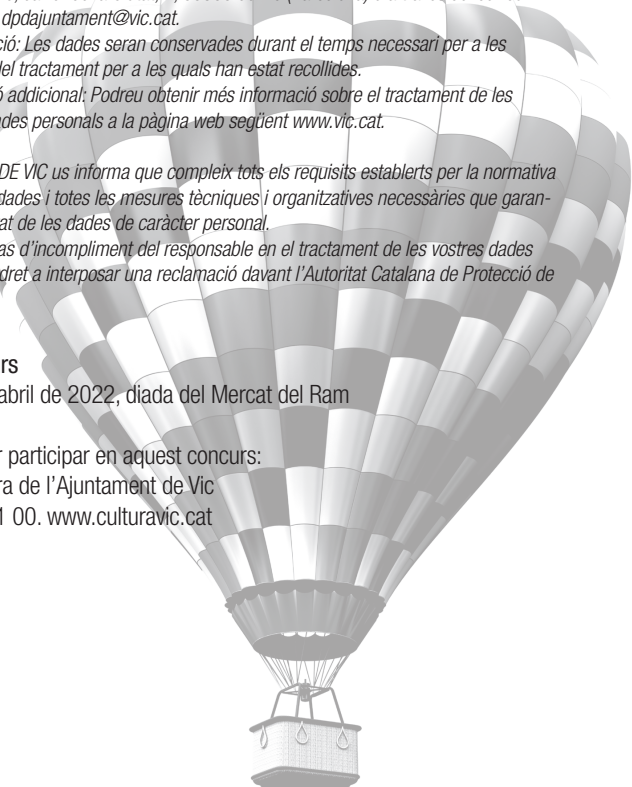 dpdajuntament@vic.cat.
ció: Les dades seran conservades durant el temps necessari per a les
del tractament per a les quals han estat recollides.
ó addicional: Podreu obtenir més informació sobre el tractament de les
ades personals a la pàgina web següent www.vic.cat.
DE VIC us informa que compleix tots els requisits establerts per la normativa
dades i totes les mesures tècniques i organitzatives necessàries que garan-
at de les dades de caràcter personal.
as d’incompliment del responsable en el tractament de les vostres dades
dret a interposar una reclamació davant l’Autoritat Catalana de Protecció de
rs
abril de 2022, diada del Mercat del Ram
r participar en aquest concurs:
ra de l’Ajuntament de Vic
1 00. www.culturavic.cat